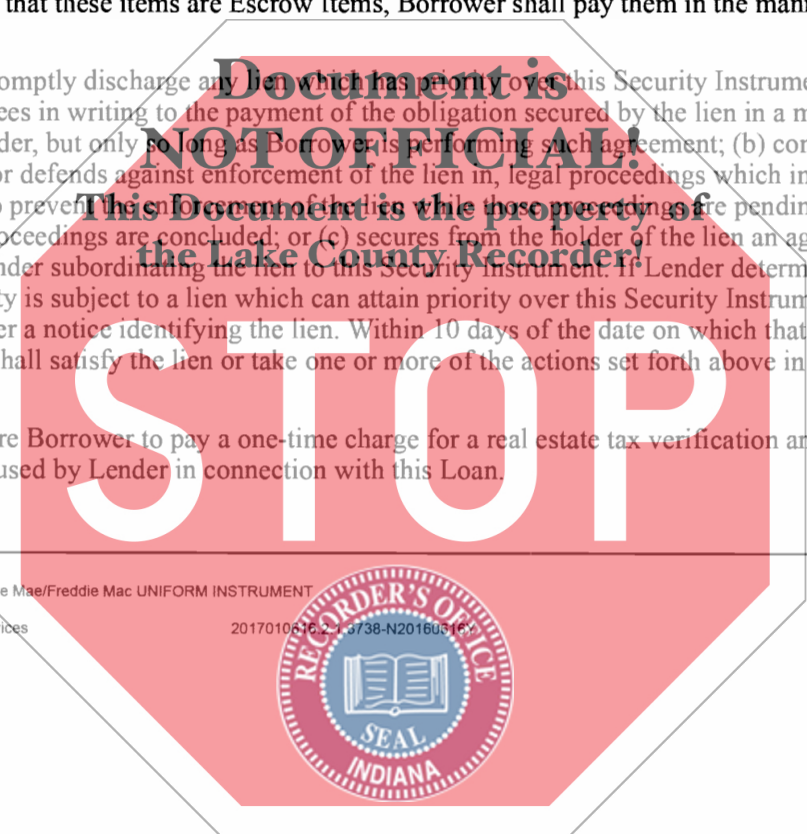 that these items are Escrow Items, Borrower shall pay them in the mann
omptly discharge any lien which has priority over this Security Instrume
Document is
ees in writing to the payment of the obligation secured by the lien in a m
der, but only so long as Borrower is performing such agreement; (b) con
NOT OFFICIAL!
or defends against enforcement of the lien in, legal proceedings which in
prevent the enforcement of the lien while those proceedings are pendin
This Document is the property of
oceedings are concluded; or (c) secures from the holder of the lien an ag
the Lake County Recorder!
nder subordinating the lien to this Security Instrument. If Lender determ
ty is subject to a lien which can attain priority over this Security Instrum
er a notice identifying the lien. Within 10 days of the date on which that
hall satisfy the lien or take one or more of the actions set forth above in
STOP
re Borrower to pay a one-time charge for a real estate tax verification an
used by Lender in connection with this Loan.
e Mae/Freddie Mac UNIFORM INSTRUMENT
ices
RECORDER'S OFFICE
SEAL
INDIANA